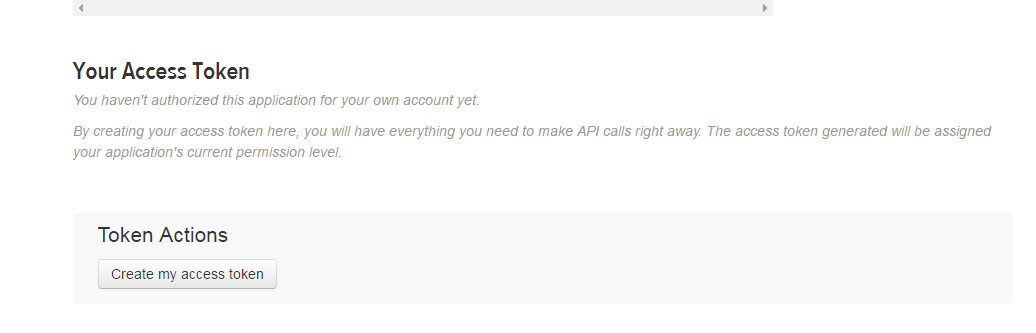 Your Access Token
You haven't authorized this application for your own account yet.
By creating your access token here, you will have everything you need to make API calls right away. The access token generated will be assigned
your application's current permission level.
Token Actions
Create my access token